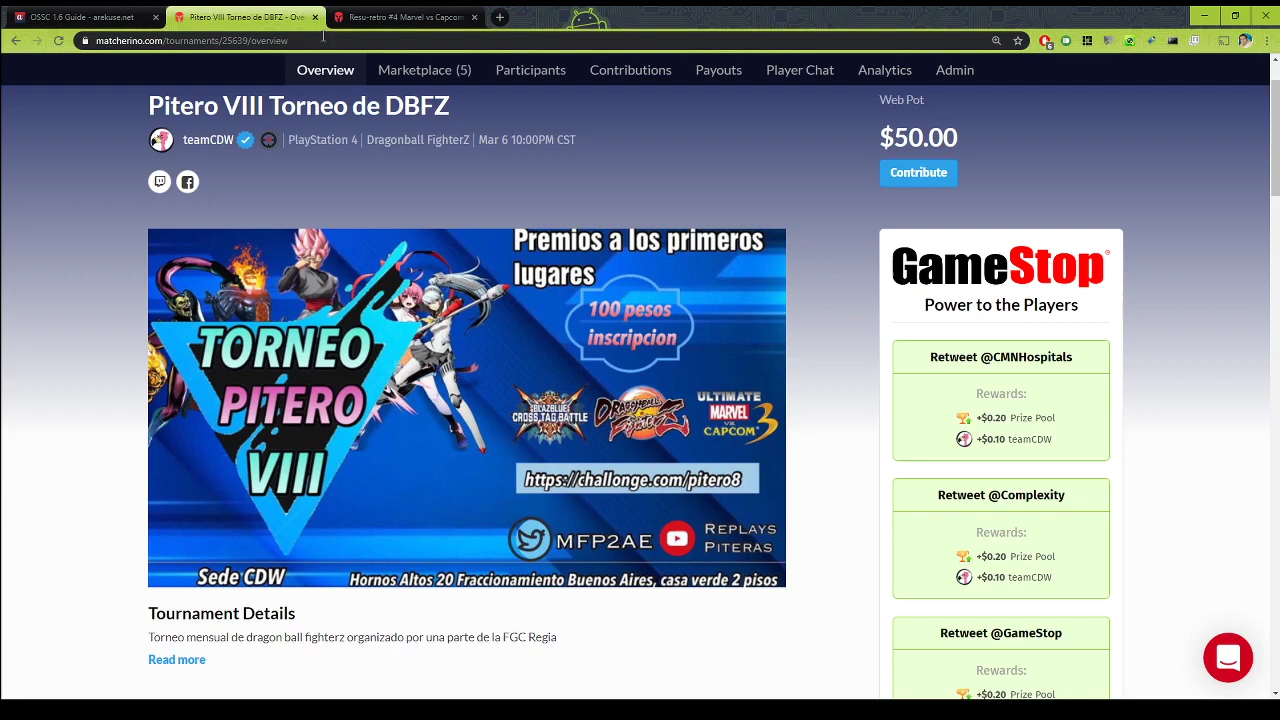 OSSC 1.6 Guide - arekuse.net
Pitero VIII Torneo de DBFZ - Ove
Resu-retro #4 Marvel vs Capcom
matcherino.com/tournaments/25639/overview
6
Overview
Marketplace (5)
Participants
Contributions
Payouts
Player Chat
Analytics
Admin
Pitero VIII Torneo de DBFZ
teamCDW
PlayStation 4
Dragonball FighterZ
Mar 6 10:00PM CST
Web Pot
$50.00
Contribute
Premios a los primeros
lugares
100 pesos
inscripcion
TORNEO
PITERO
VIII
BLAZBLUE
CROSS TAG BATTLE
DRAGONBALL
FighterZ
ULTIMATE
MARVEL
VS.
CAPCOM 3
https://challonge.com/pitero8
MFP2AE
REPLAYS
PITERAS
Sede CDW
Hornos Altos 20 Fraccionamiento Buenos Aires, casa verde 2 pisos
Tournament Details
Torneo mensual de dragon ball fighterz organizado por una parte de la FGC Regia
Read more
GameStop
Power to the Players
Retweet @CMNHospitals
Rewards:
+$0.20 Prize Pool
+$0.10 teamCDW
Retweet @Complexity
Rewards:
+$0.20 Prize Pool
+$0.10 teamCDW
Retweet @GameStop
Rewards:
+$0.20 Prize Pool